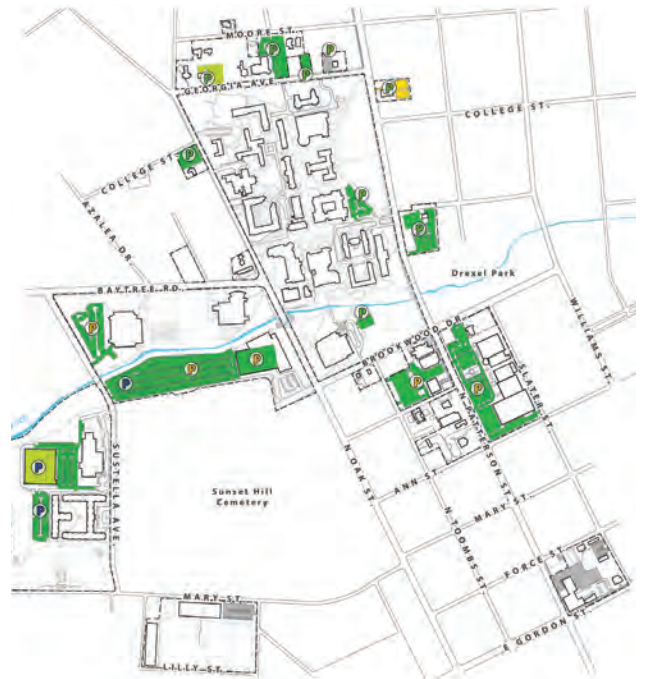 MOORE ST.
P
P
P
P
GEORGIA AVE
P
COLLEGE ST.
COLLEGE ST.
P
AZALEA DR.
P
P
Drexel Park
BAYTREE RD.
P
P
BROOKWOOD DR
WILLIAMS ST.
P
P
P
P
P
SLATER ST.
N PATTERSON ST.
SUSTELLA AVE
P
P
N OAK ST.
ANN ST.
Sunset Hill
Cemetery
MARY ST.
N TOOMBS ST.
FORCE ST
MARY ST.
E GORDON ST.
LILLY ST.